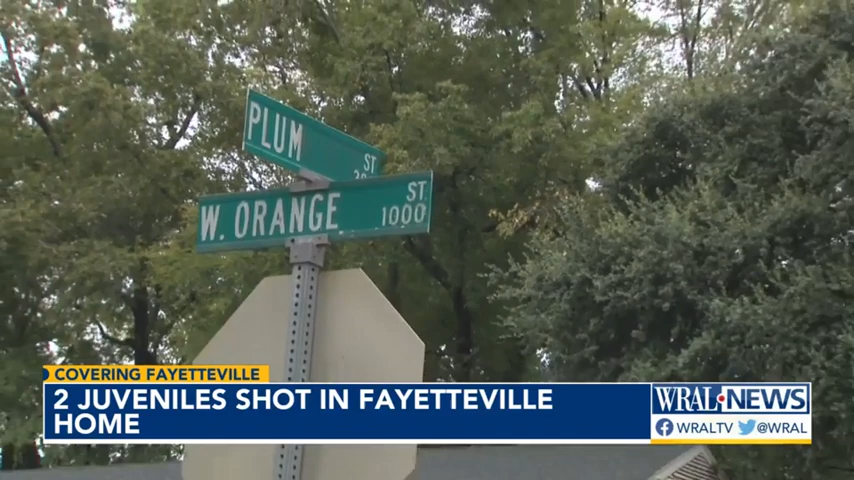 PLUM ST
W. ORANGE ST
1000
COVERING FAYETTEVILLE
2 JUVENILES SHOT IN FAYETTEVILLE
HOME
WRAL NEWS
WRALTV @WRAL